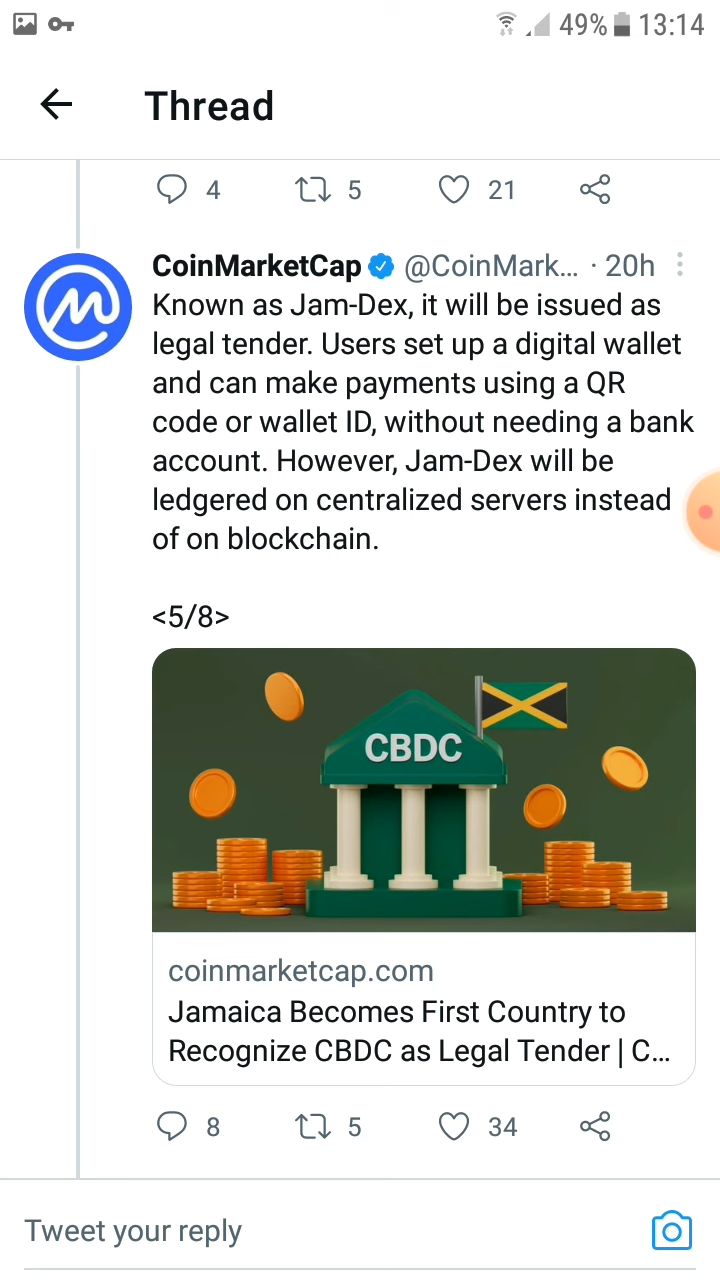 49% 13:14
Thread
4 5 21
CoinMarketCap @CoinMark... · 20h
Known as Jam-Dex, it will be issued as
legal tender. Users set up a digital wallet
and can make payments using a QR
code or wallet ID, without needing a bank
account. However, Jam-Dex will be
ledgered on centralized servers instead
of on blockchain.
<5/8>
CBDC
coinmarketcap.com
Jamaica Becomes First Country to
Recognize CBDC as Legal Tender | C...
8 5 34
Tweet your reply